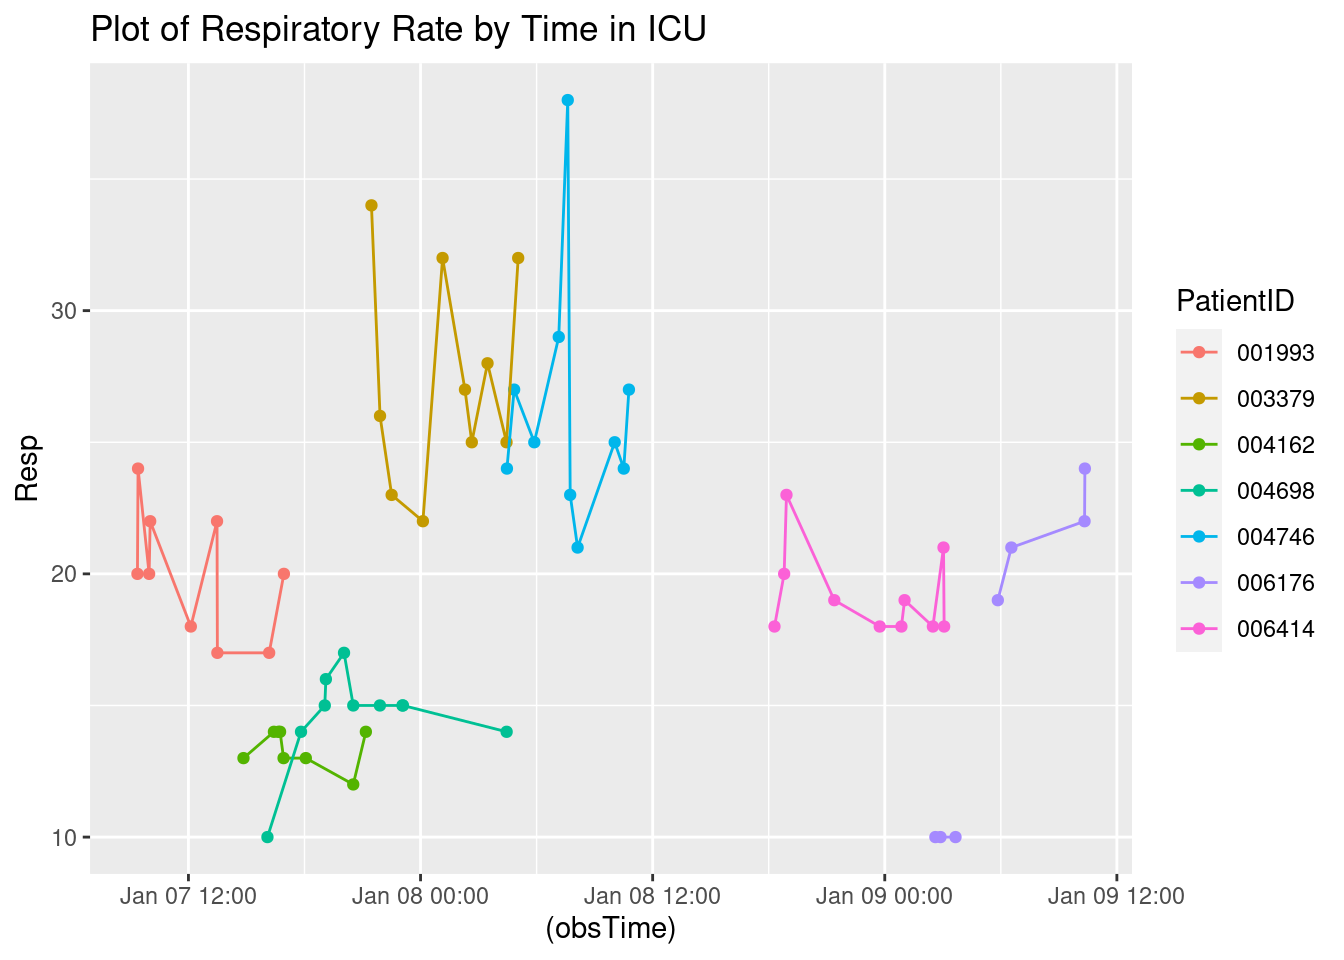 Plot of Respiratory Rate by Time in ICU
30
20
10
Resp
Jan 07 12:00
Jan 08 00:00
Jan 08 12:00
Jan 09 00:00
Jan 09 12:00
(obsTime)
PatientID
001993
003379
004162
004698
004746
006176
006414